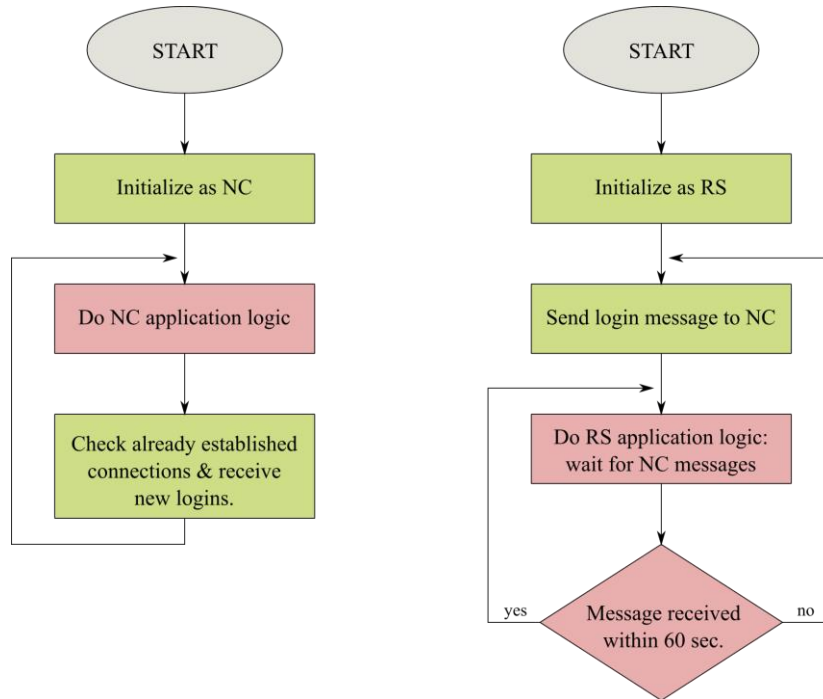 START
Initialize as NC
Do NC application logic
Check already established
connections & receive
new logins.
START
Initialize as RS
Send login message to NC
Do RS application logic:
wait for NC messages
Message received
within 60 sec.
yes
no